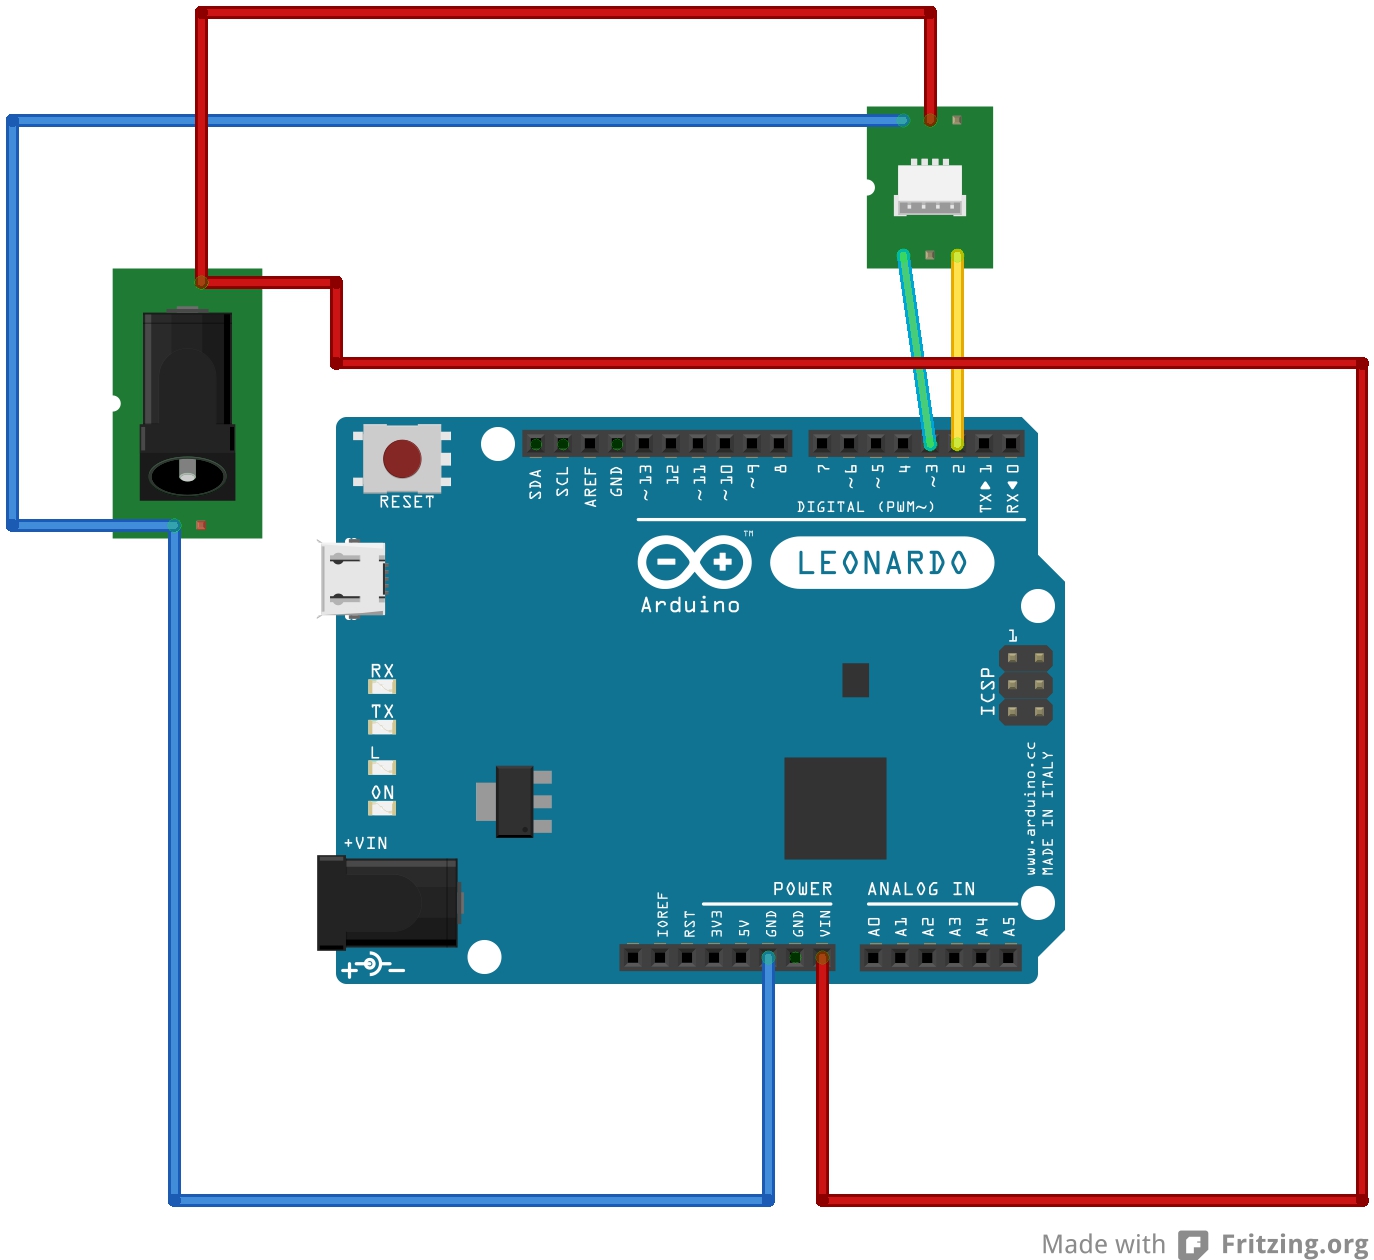 RESET
SDA
SCL
AREF
GND
~13
12
~11
~10
~9
8
7
~6
~5
4
~3
2
TX▶1
RX◀0
DIGITAL (PWM~)
TM
LEONARDO
Arduino
1
ICSP
RX
TX
L
ON
+VIN
www.arduino.cc
MADE IN ITALY
POWER
ANALOG IN
IOREF
RST
3V3
5V
GND
GND
VIN
A0
A1
A2
A3
A4
A5
+ −
Made with Fritzing.org